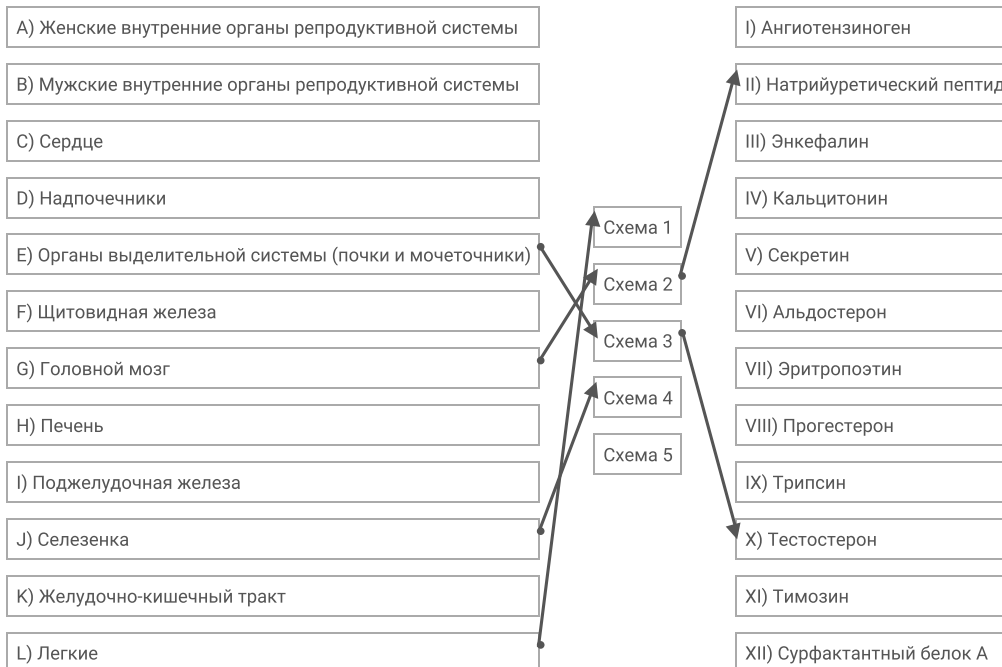 A) Женские внутренние органы репродуктивной системы
B) Мужские внутренние органы репродуктивной системы
C) Сердце
D) Надпочечники
E) Органы выделительной системы (почки и мочеточники)
F) Щитовидная железа
G) Головной мозг
H) Печень
I) Поджелудочная железа
J) Селезенка
K) Желудочно-кишечный тракт
L) Легкие
Схема 1
Схема 2
Схема 3
Схема 4
Схема 5
I) Ангиотензиноген
II) Натрийуретический пептид
III) Энкефалин
IV) Кальцитонин
V) Секретин
VI) Альдостерон
VII) Эритропоэтин
VIII) Прогестерон
IX) Трипсин
X) Тестостерон
XI) Тимозин
XII) Сурфактантный белок А